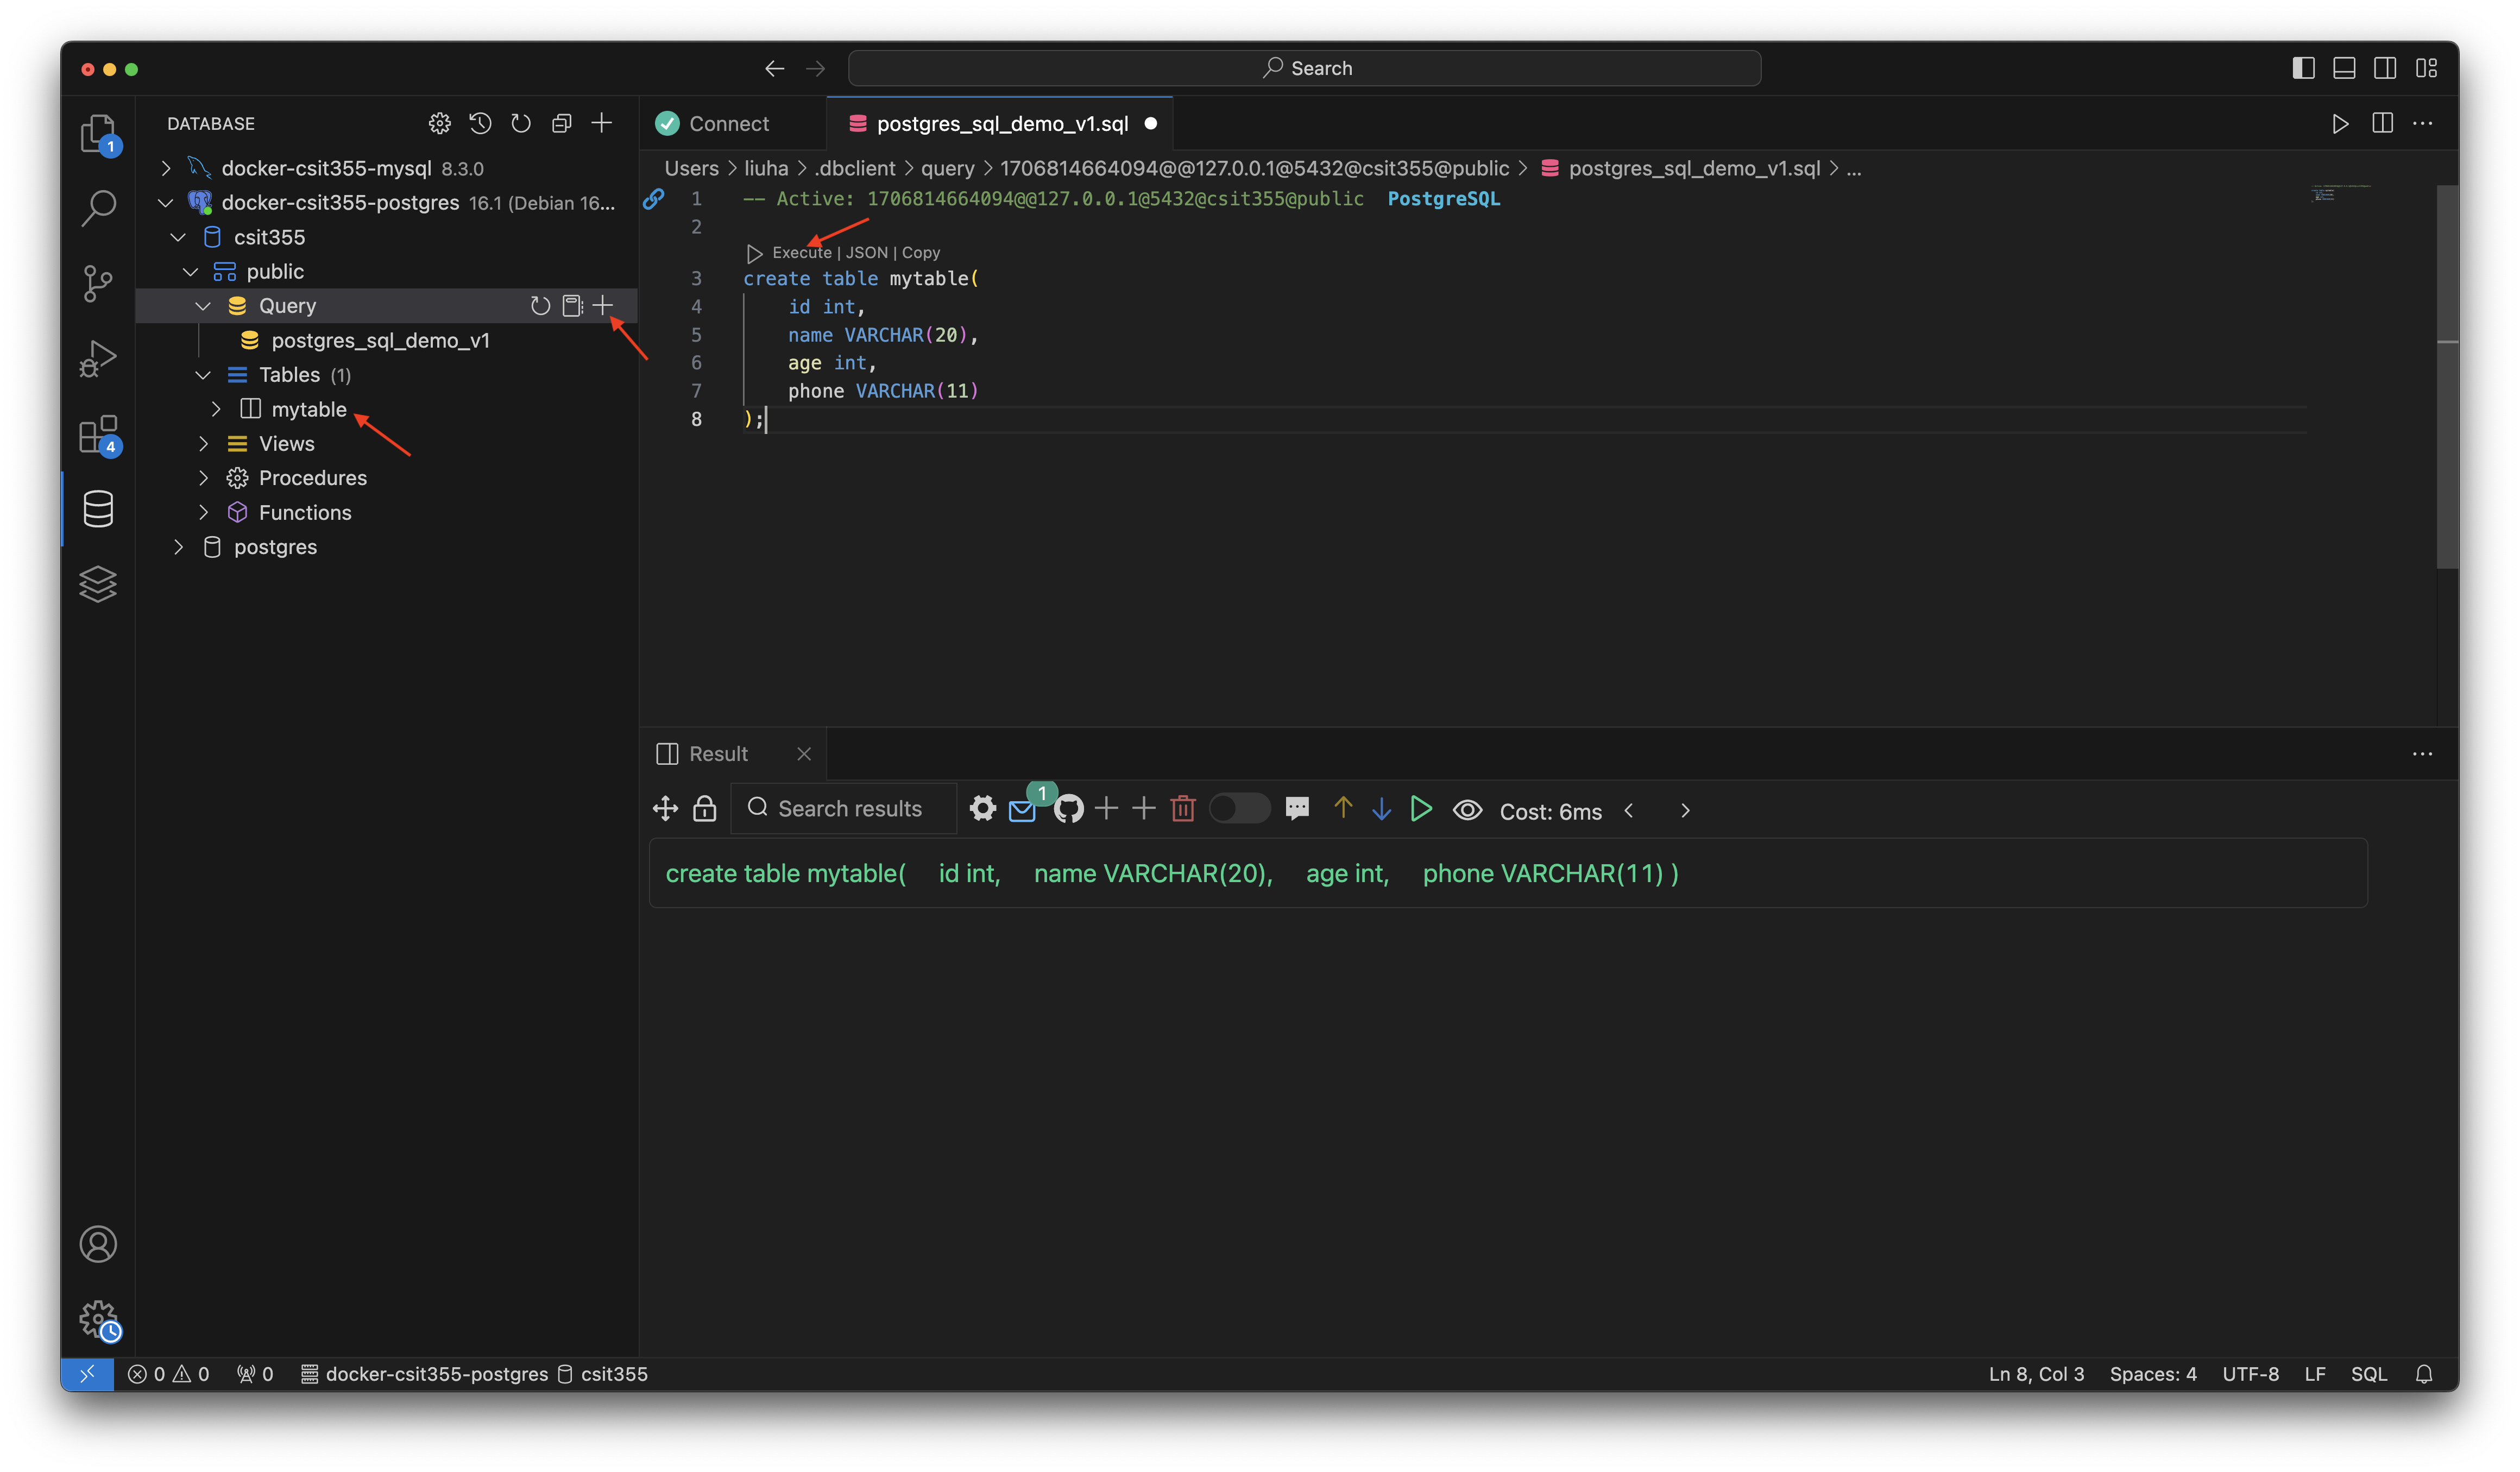 Search
DATABASE
docker-csit355-mysql 8.3.0
docker-csit355-postgres 16.1 (Debian 16...
csit355
public
Query
postgres_sql_demo_v1
Tables (1)
mytable
Views
Procedures
Functions
postgres
1
4
Connect
postgres_sql_demo_v1.sql
Users > liuha > .dbclient > query > 1706814664094@@127.0.0.1@5432@csit355@public > postgres_sql_demo_v1.sql > ...
1 -- Active: 1706814664094@@127.0.0.1@5432@csit355@public PostgreSQL
2
Execute | JSON | Copy
3 create table mytable(
4 id int,
5 name VARCHAR(20),
6 age int,
7 phone VARCHAR(11)
8 );
Result
Search results
1
Cost: 6ms
create table mytable( id int, name VARCHAR(20), age int, phone VARCHAR(11) )
0 0 0 docker-csit355-postgres csit355
Ln 8, Col 3 Spaces: 4 UTF-8 LF SQL